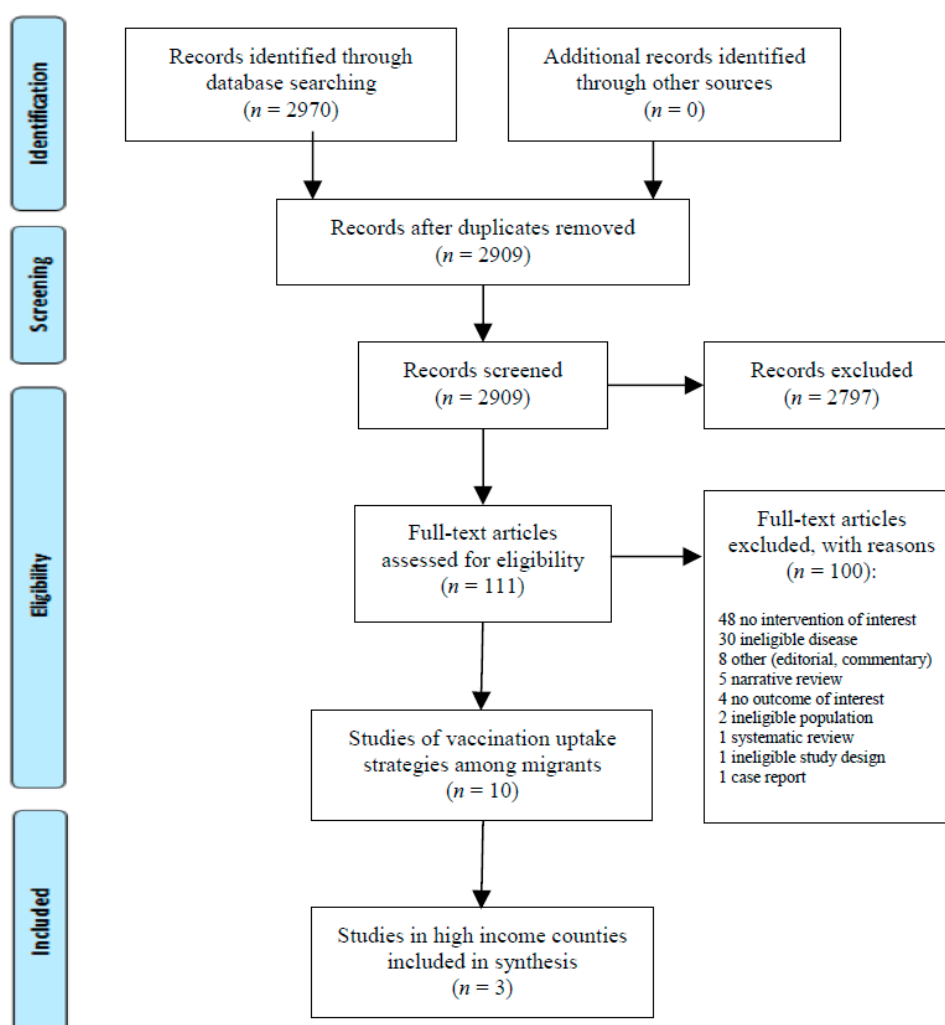 Identification
Records identified through
database searching
(n = 2970)
Additional records identified
through other sources
(n = 0)
Records after duplicates removed
(n = 2909)
Screening
Records screened
(n = 2909)
Records excluded
(n = 2797)
Eligibility
Full-text articles
assessed for eligibility
(n = 111)
Full-text articles
excluded, with reasons
(n = 100):
48 no intervention of interest
30 ineligible disease
8 other (editorial, commentary)
5 narrative review
4 no outcome of interest
2 ineligible population
1 systematic review
1 ineligible study design
1 case report
Studies of vaccination uptake
strategies among migrants
(n = 10)
Included
Studies in high income counties
included in synthesis
(n = 3)